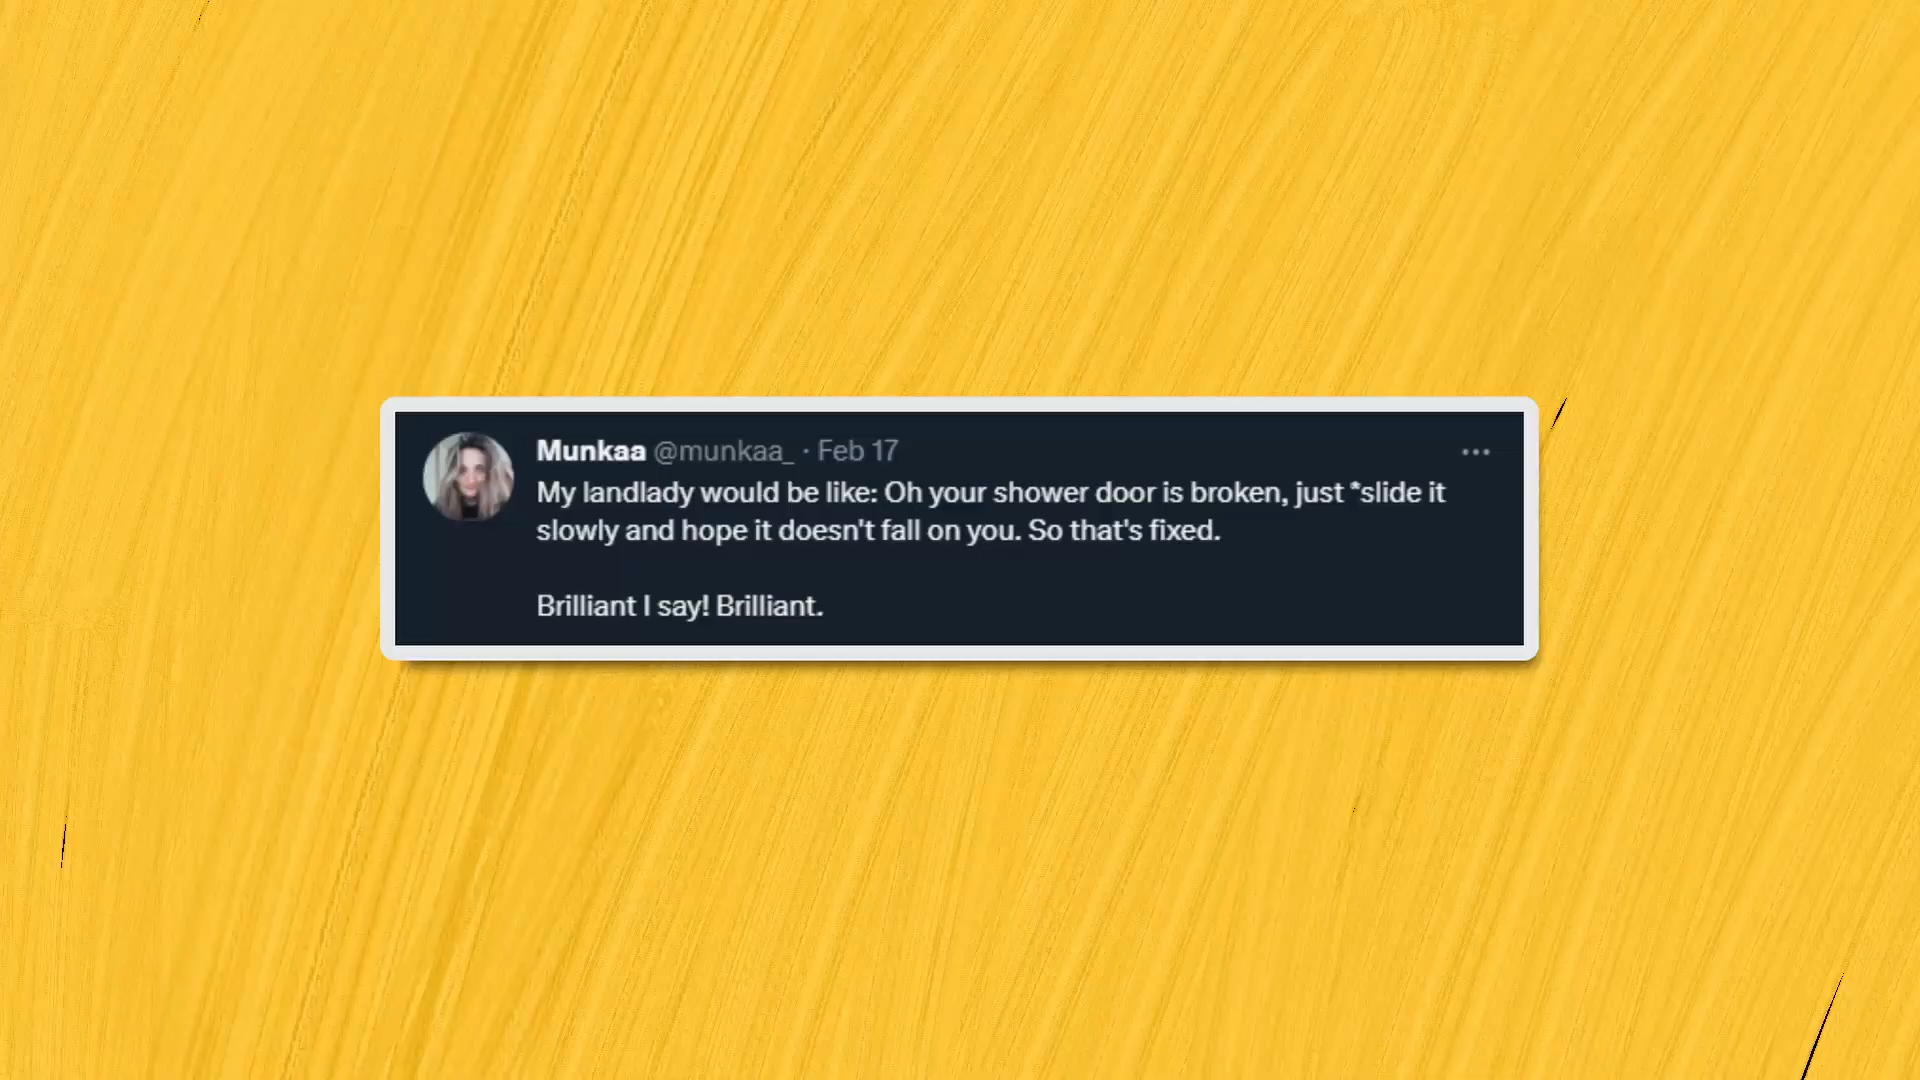 Munkaa @munkaa_ · Feb 17
My landlady would be like: Oh your shower door is broken, just *slide it
slowly and hope it doesn't fall on you. So that's fixed.
Brilliant I say! Brilliant.